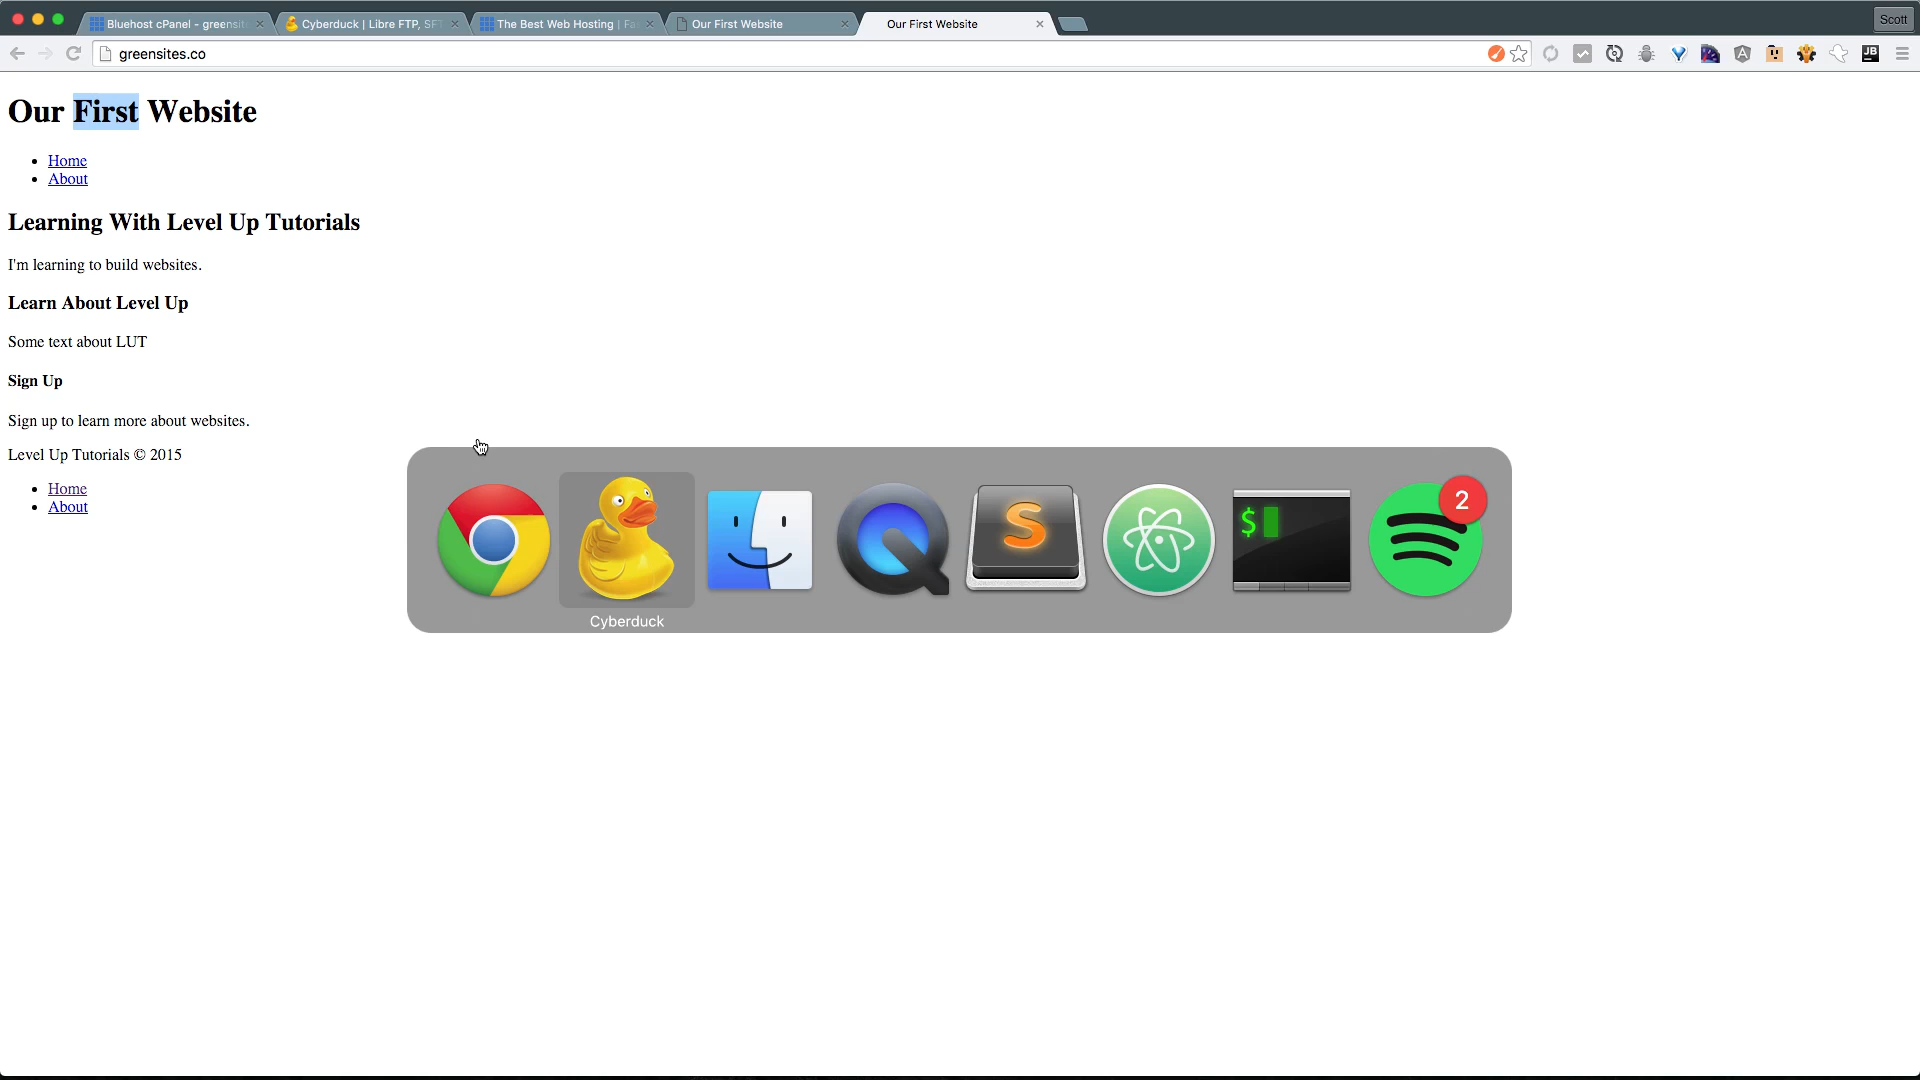 Bluehost cPanel - greensit
Cyberduck | Libre FTP, SFT
The Best Web Hosting | Fa
Our First Website
Our First Website
Scott
greensites.co
JB
Our First Website
Home
About
Learning With Level Up Tutorials
I'm learning to build websites.
Learn About Level Up
Some text about LUT
Sign Up
Sign up to learn more about websites.
Level Up Tutorials © 2015
Home
About
S
$
2
Cyberduck